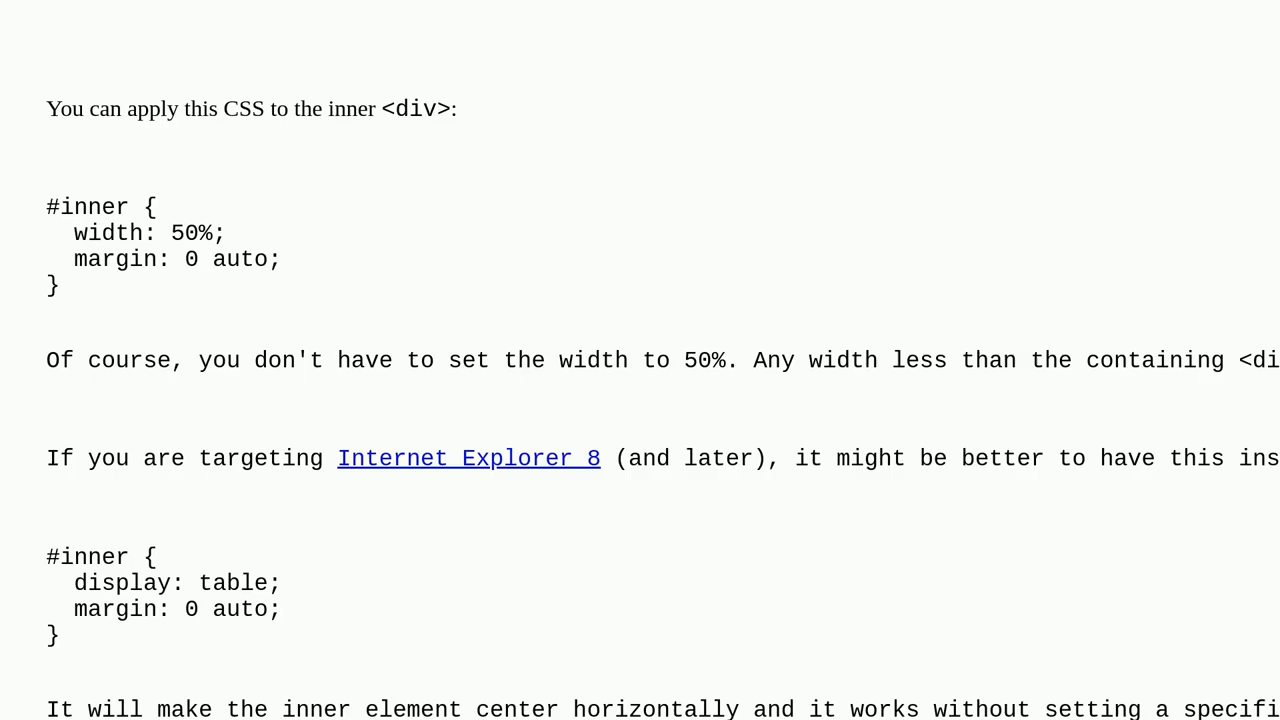 You can apply this CSS to the inner <div>:
#inner {
  width: 50%;
  margin: 0 auto;
}
Of course, you don't have to set the width to 50%. Any width less than the containing <di
If you are targeting Internet Explorer 8 (and later), it might be better to have this ins
#inner {
  display: table;
  margin: 0 auto;
}
It will make the inner element center horizontally and it works without setting a specifi